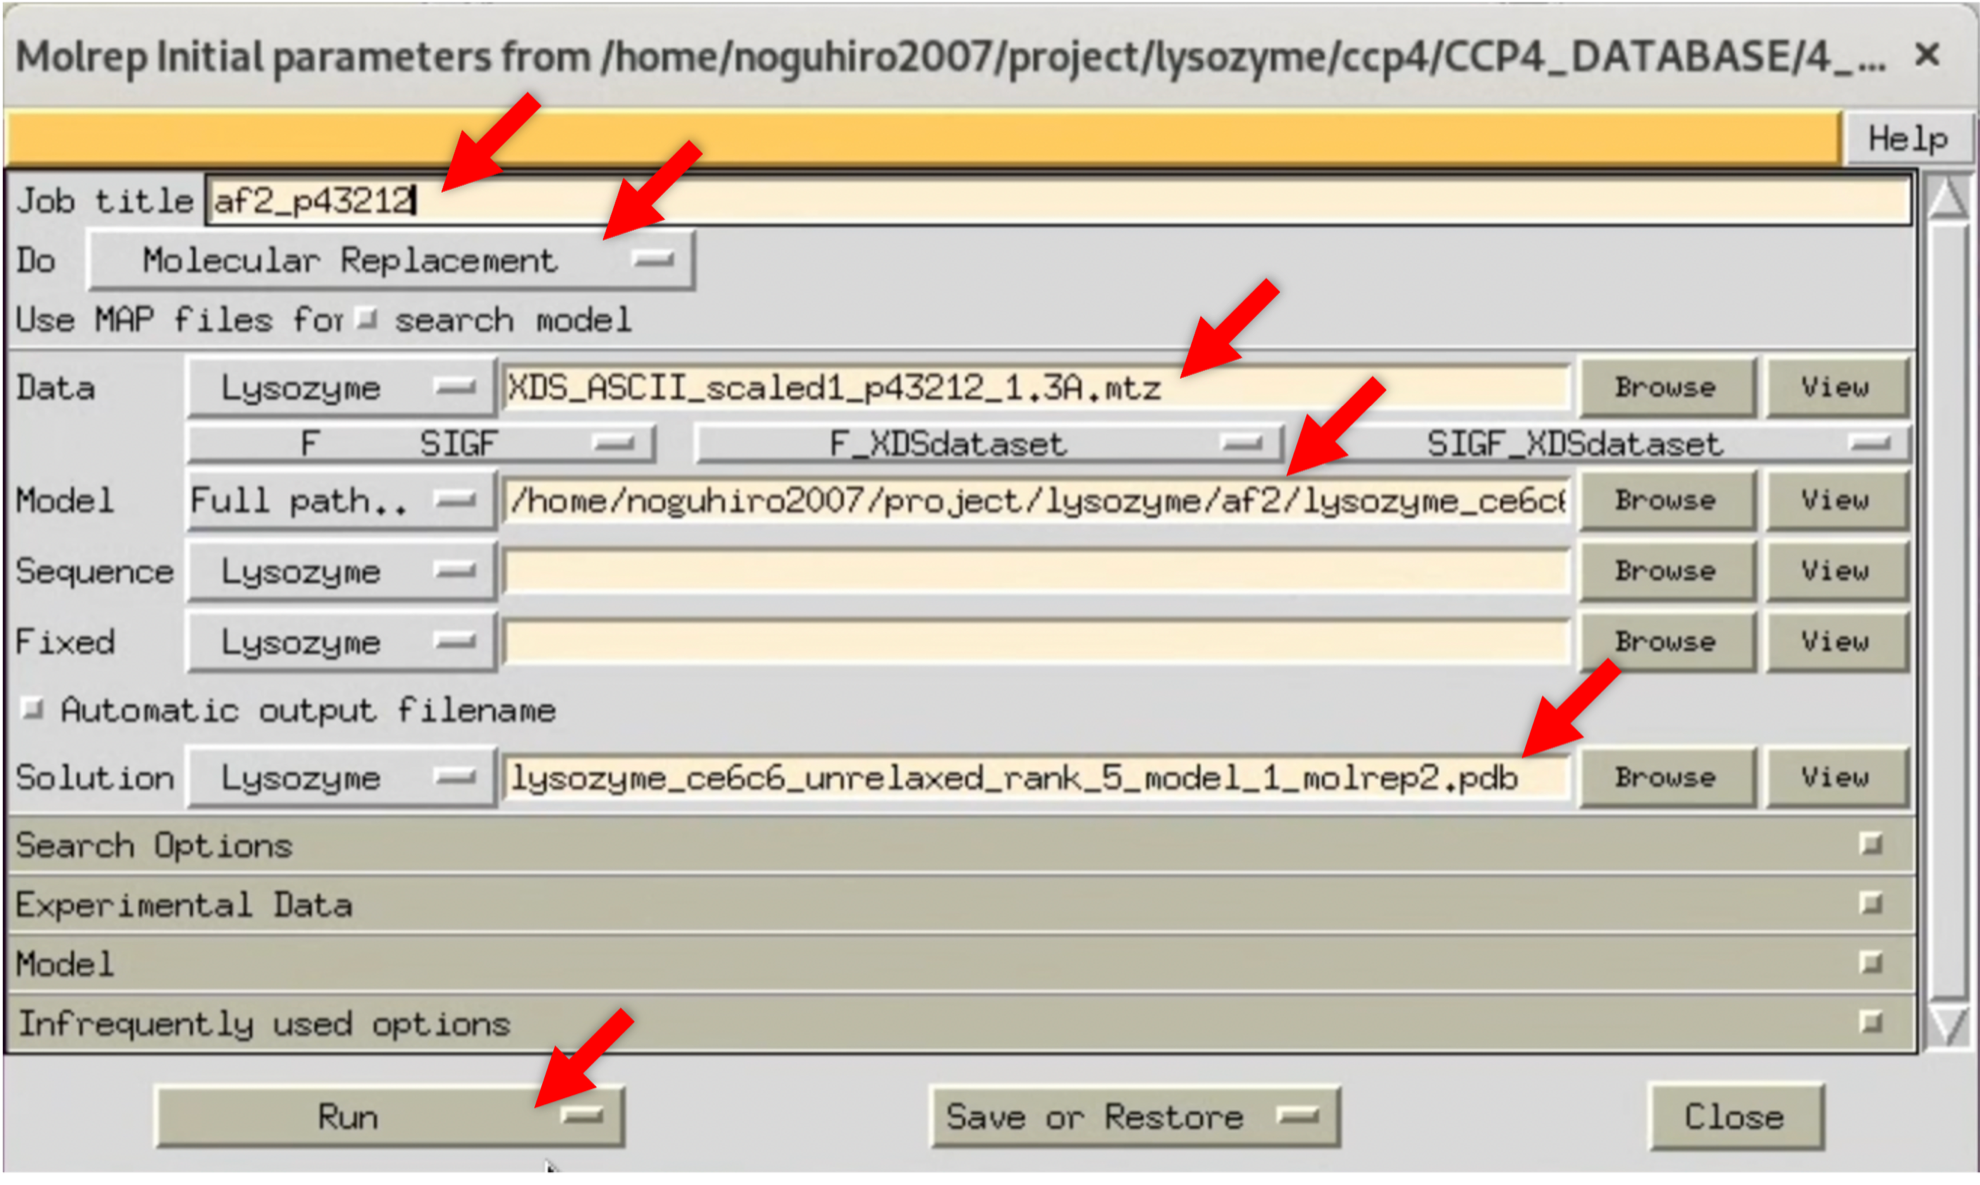 Molrep Initial parameters from /home/noguhiro2007/project/lysozyme/ccp4/CCP4_DATABASE/4_... ×
Help
Job title af2_p43212
Do Molecular Replacement
Use MAP files for search model
Data Lysozyme XDS_ASCII_scaled1_p43212_1.3A.mtz Browse View
F SIGF F_XDSdataset SIGF_XDSdataset
Model Full path.. /home/noguhiro2007/project/lysozyme/af2/lysozyme_ce6c6 Browse View
Sequence Lysozyme Browse View
Fixed Lysozyme Browse View
Automatic output filename
Solution Lysozyme lysozyme_ce6c6_unrelaxed_rank_5_model_1_molrep2.pdb Browse View
Search Options
Experimental Data
Model
Infrequently used options
Run Save or Restore Close